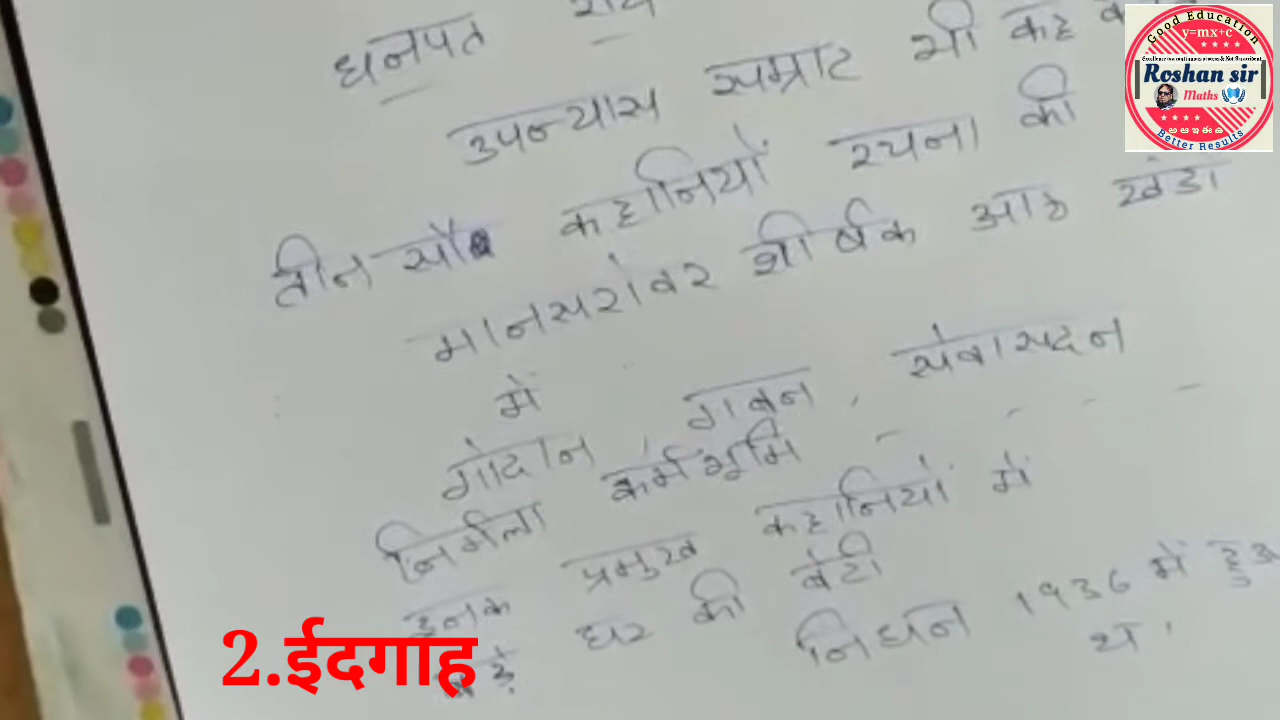 धनपत राय
उपन्यास सम्राट भी कहा
तीन सौ कहानियों रचना की
मानसरोवर शीर्षक आठ खंडों
में
गोदान, गबन, सेवासदन
निर्मला कर्मभूमि
इनके प्रमुख कहानियों में
बड़े घर की बेटी
निधन 1936 में हुआ
था।
2.ईदगाह
Good Education
y=mx+c
Roshan sir
Maths
Better Results